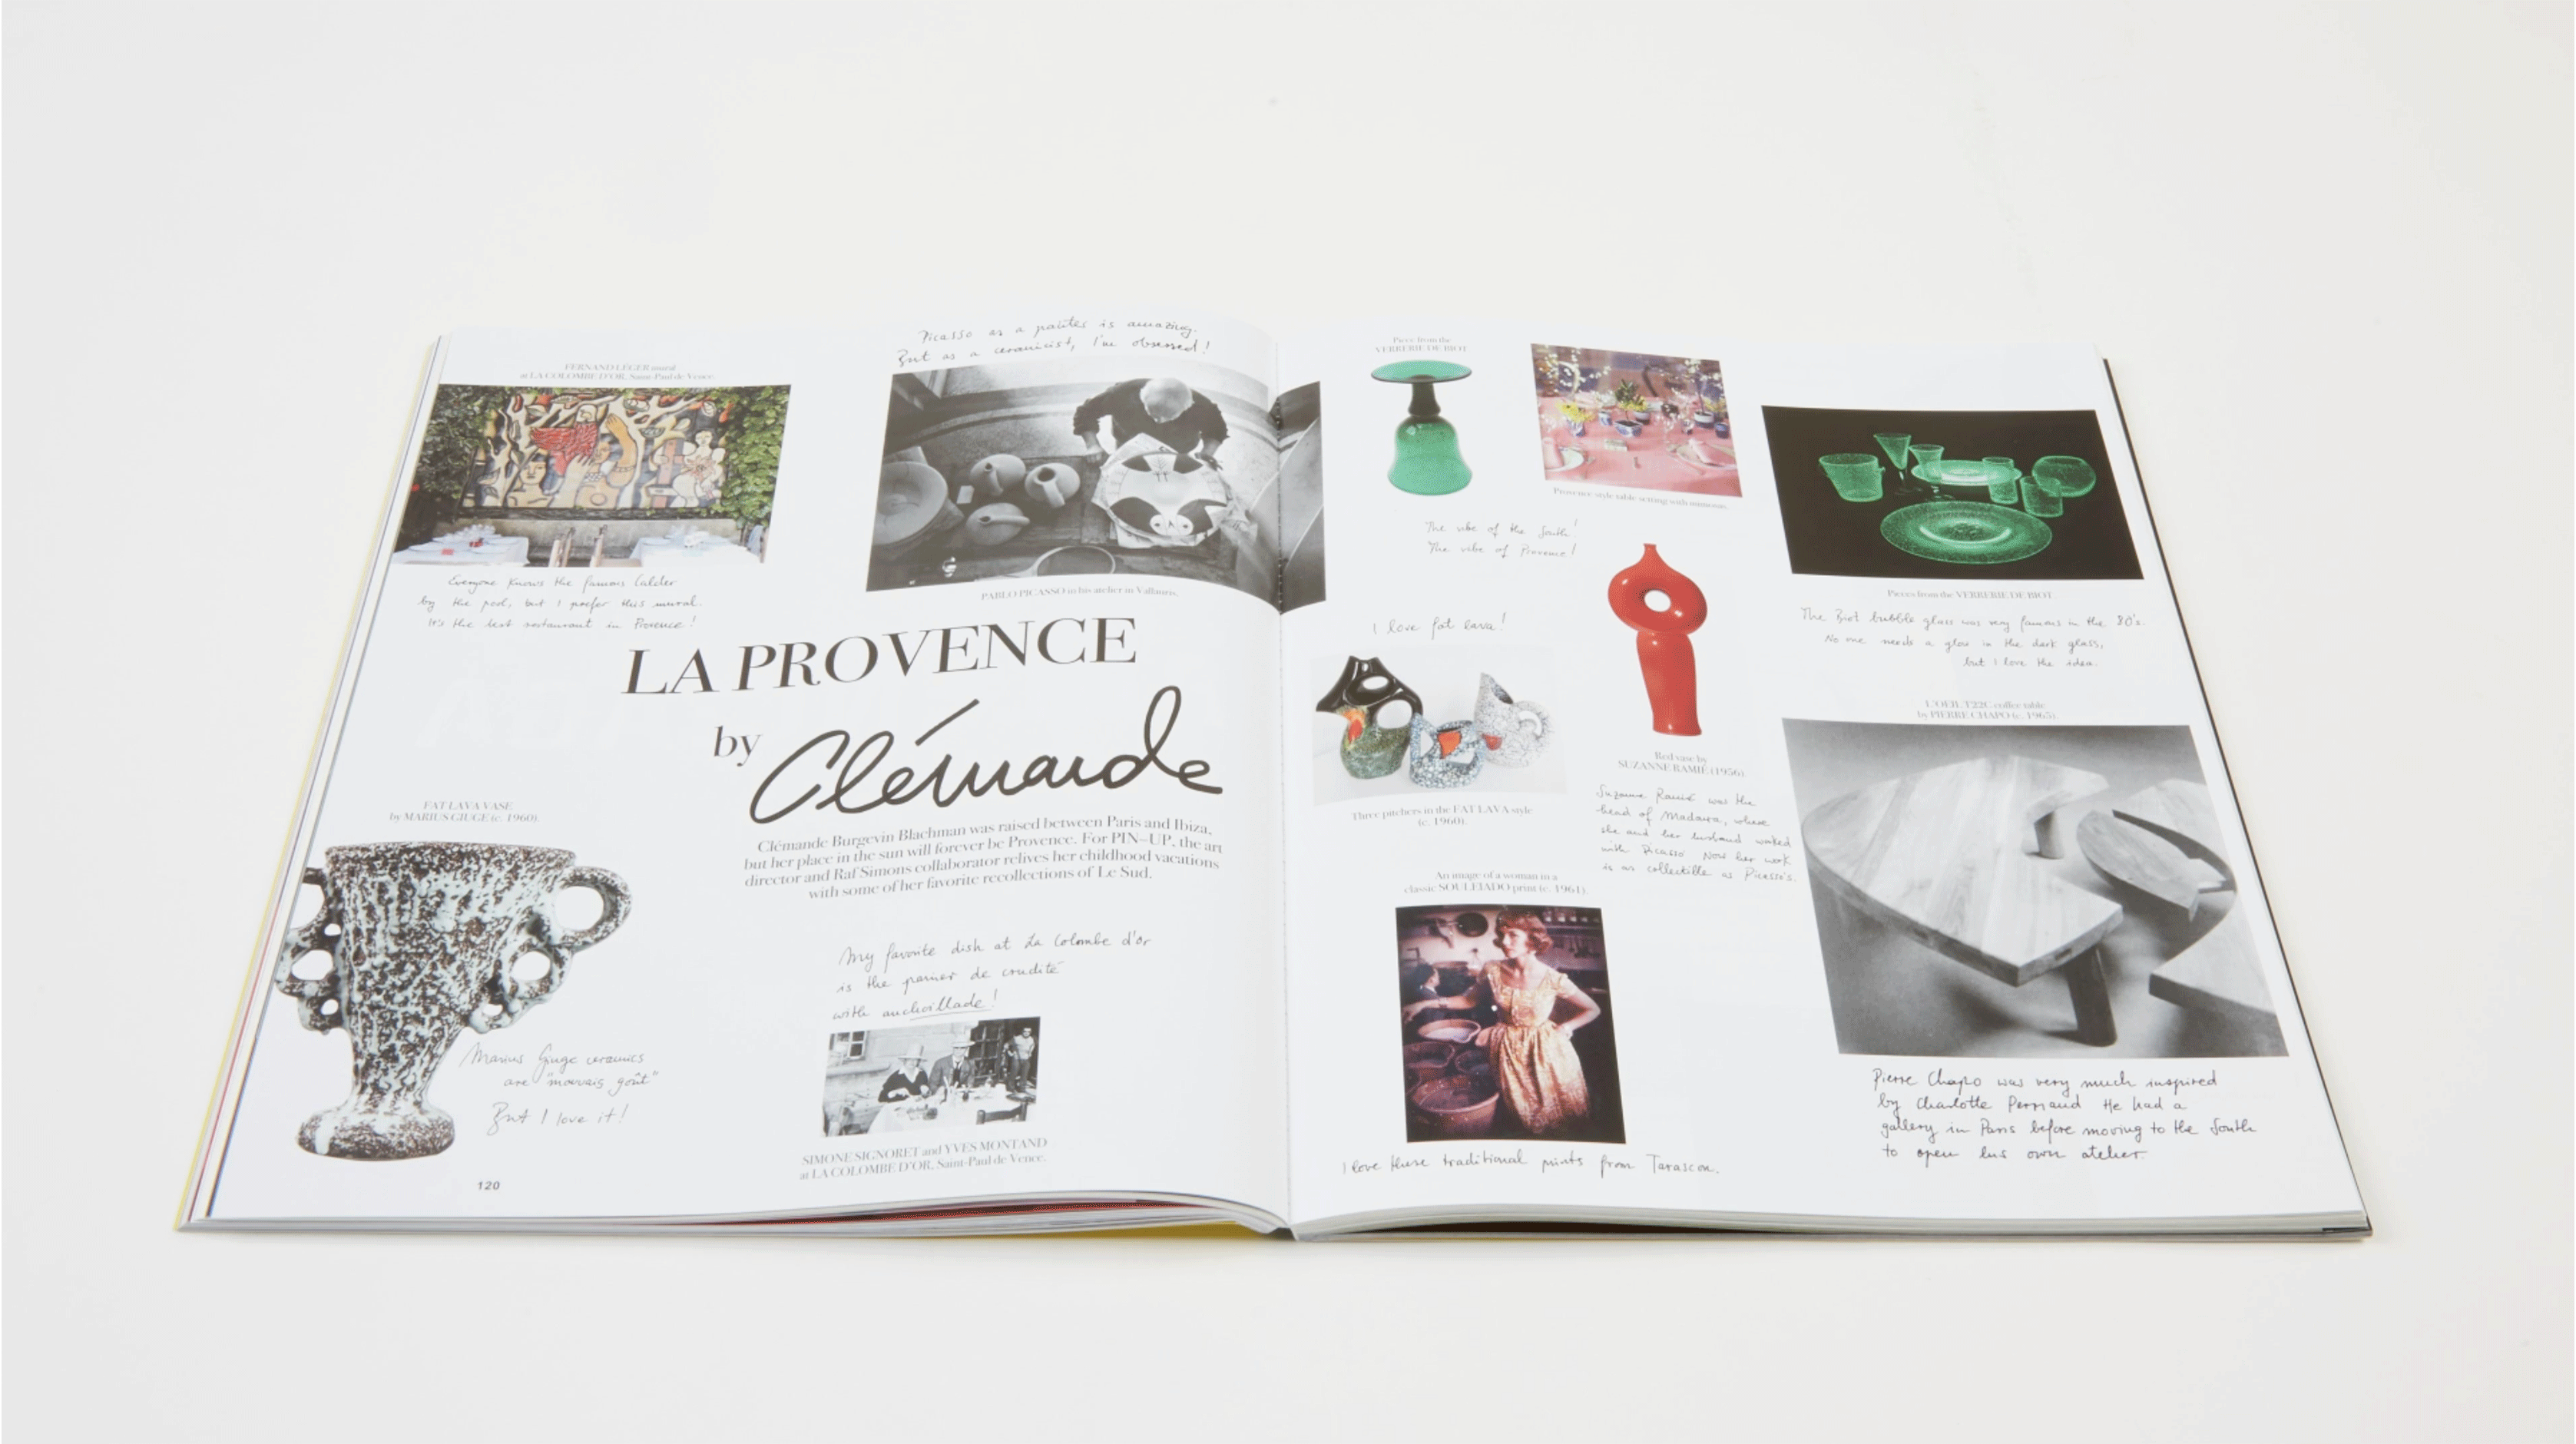 FERNAND LÉGER mural
at LA COLOMBE D'OR, Saint-Paul de Vence.
Everyone knows the famous Calder
by the pool, but I prefer this mural.
It's the best restaurant in Provence!
Picasso as a painter is amazing.
But as a ceramicist, I'm obsessed!
PABLO PICASSO in his atelier in Vallauris.
LA PROVENCE
by Clémande
Clémande Burgevin Blachman was raised between Paris and Ibiza,
but her place in the sun will forever be Provence. For PIN–UP, the art
director and Raf Simons collaborator relives her childhood vacations
with some of her favorite recollections of Le Sud.
FAT LAVA VASE
by MARIUS GIUGE (c. 1960).
Marius Giuge ceramics
are "mauvais goût"
But I love it!
My favorite dish at La Colombe d'or
is the panier de crudité
with anchoillade!
SIMONE SIGNORET and YVES MONTAND
at LA COLOMBE D'OR, Saint-Paul de Vence.
120
Piece from the
VERRERIE DE BIOT
Provence style table setting with mimosas.
The vibe of the South!
The vibe of Provence!
I love fat lava!
Three pitchers in the FAT LAVA style
(c. 1960).
Red vase by
SUZANNE RAMIÉ (1956).
Suzanne Ramié was the
head of Madoura, where
she and her husband worked
with Picasso. Now her work
is as collectible as Picasso's.
An image of a woman in a
classic SOULEIADO print (c. 1961).
I love these traditional prints from Tarascon.
Pieces from the VERRERIE DE BIOT
The Biot bubble glass was very famous in the 80's.
No one needs a glow in the dark glass,
but I love the idea.
L'OEIL T22C coffee table
by PIERRE CHAPO (c. 1965).
Pierre Chapo was very much inspired
by Charlotte Perriand He had a
gallery in Paris before moving to the South
to open his own atelier.